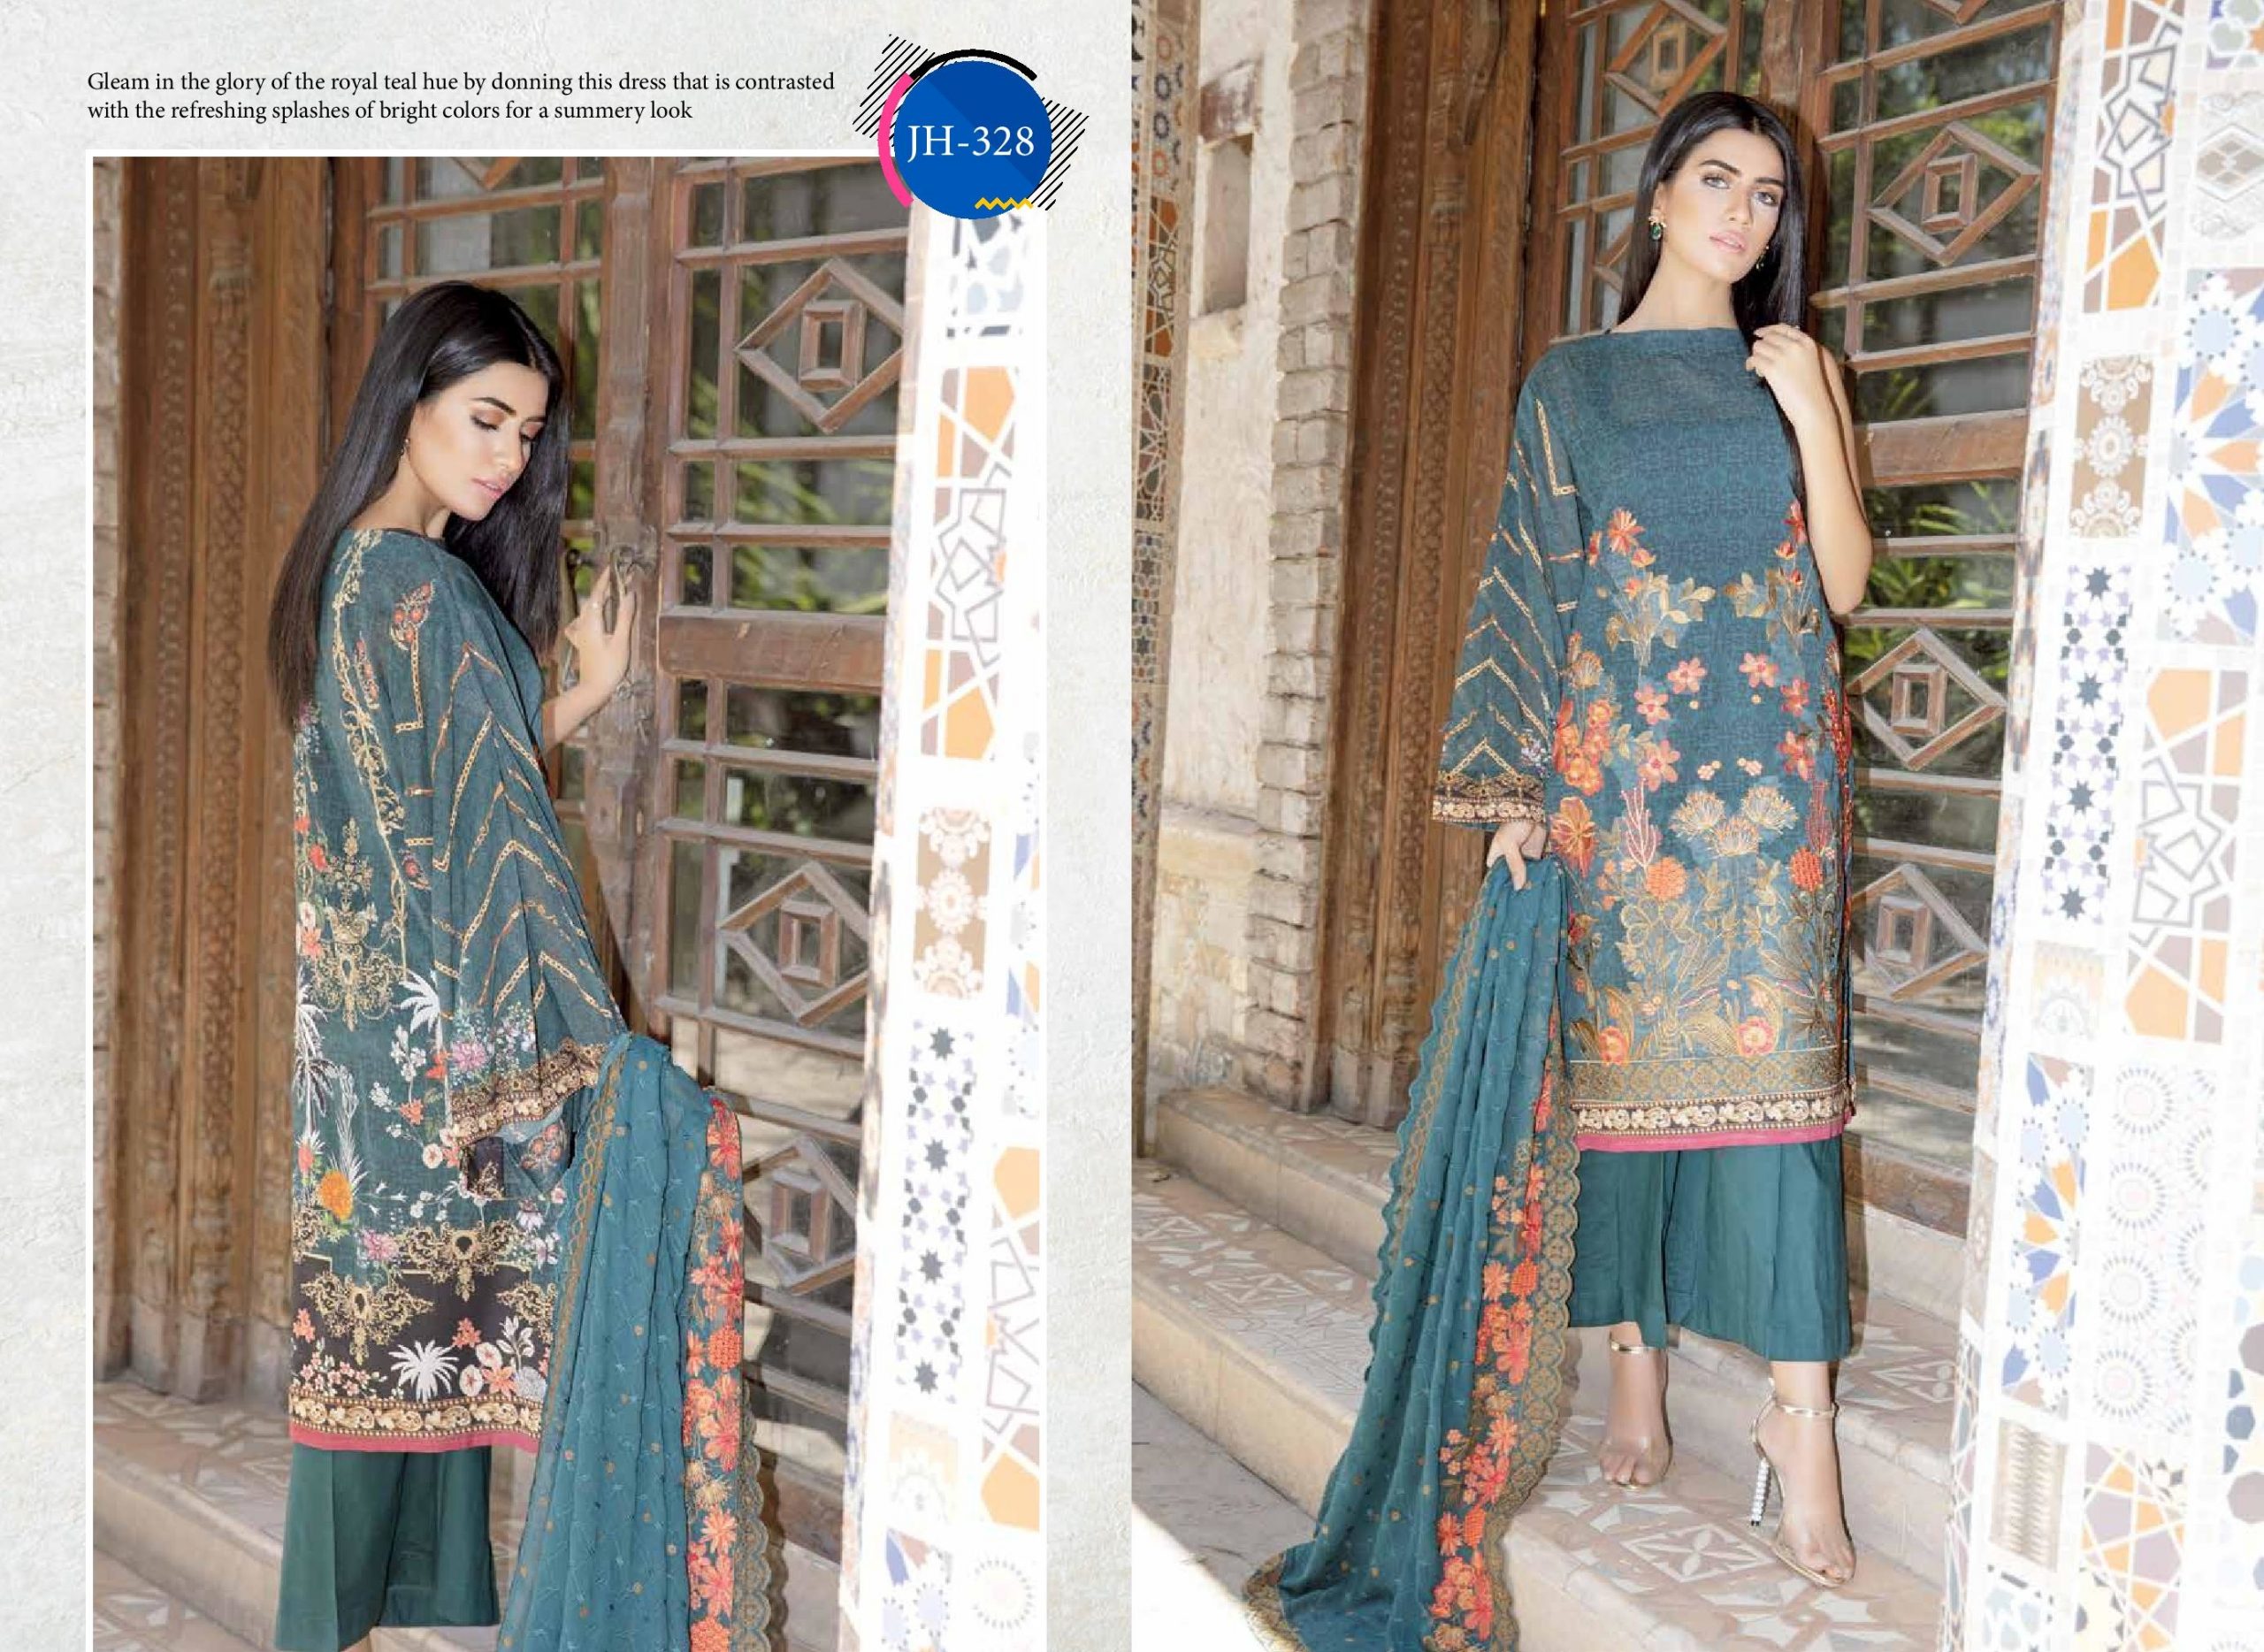 Gleam in the glory of the royal teal hue by donning this dress that is contrasted
with the refreshing splashes of bright colors for a summery look
JH-328